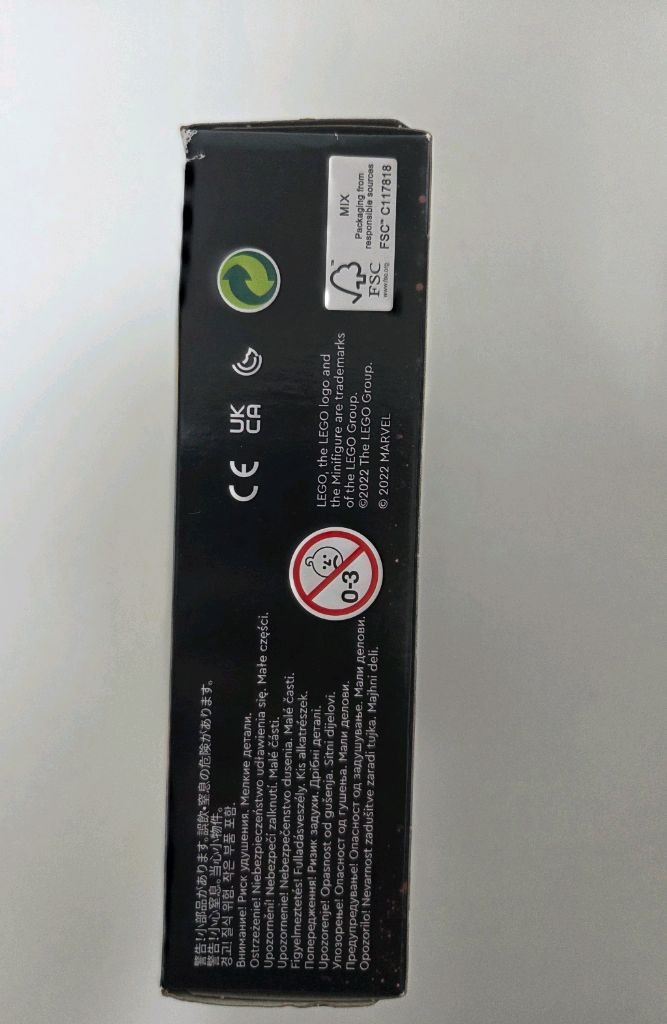 警告!小部品があります。誤飲・窒息の危険があります。
警告!小心窒息。当心小物件。
경고! 질식 위험. 작은 부품 포함.
Внимание! Риск удушения. Мелкие детали.
Ostrzeżenie! Niebezpieczeństwo udławienia się. Małe części.
Upozornění! Nebezpečí zalknutí. Malé části.
Upozornenie! Nebezpečenstvo dusenia. Malé časti.
Figyelmeztetés! Fulladásveszély. Kis alkatrészek.
Попередження! Ризик задухи. Дрібні деталі.
Upozorenje! Opasnost od gušenja. Sitni dijelovi.
Упозорење! Опасност од гушења. Мали делови.
Предупредување! Опасност од задушување. Мали делови.
Opozorilo! Nevarnost zadušitve zaradi tujka. Majhni deli.
0-3
CE
UK
CA
LEGO, the LEGO logo and
the Minifigure are trademarks
of the LEGO Group.
©2022 The LEGO Group.
© 2022 MARVEL
FSC
www.fsc.org
MIX
Packaging from
responsible sources
FSC™ C117818